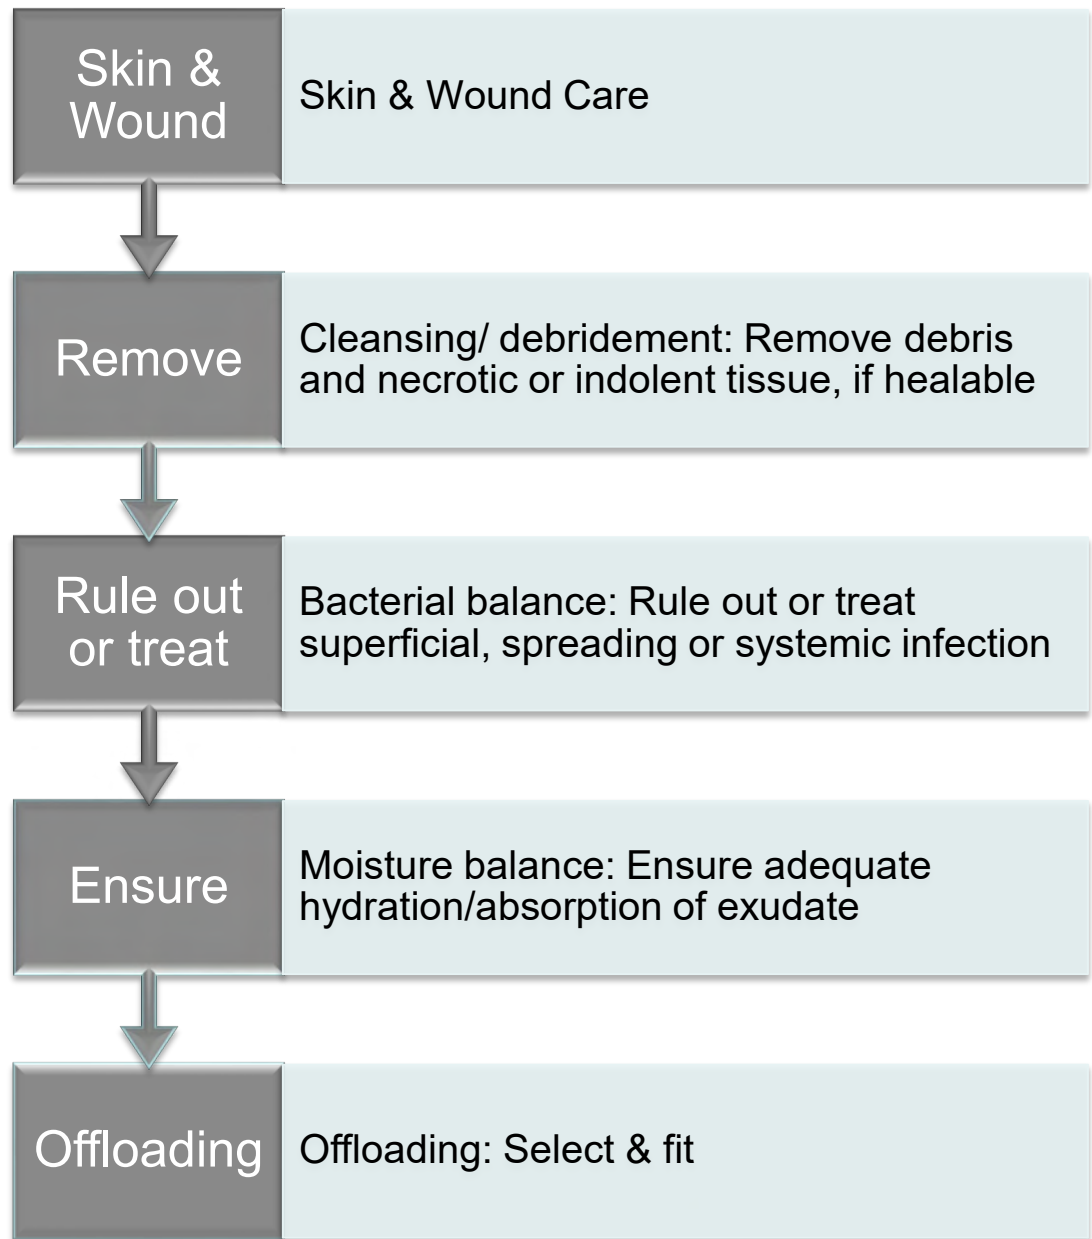 Skin &
Wound
Skin & Wound Care
Remove
Cleansing/ debridement: Remove debris
and necrotic or indolent tissue, if healable
Rule out
or treat
Bacterial balance: Rule out or treat
superficial, spreading or systemic infection
Ensure
Moisture balance: Ensure adequate
hydration/absorption of exudate
Offloading
Offloading: Select & fit